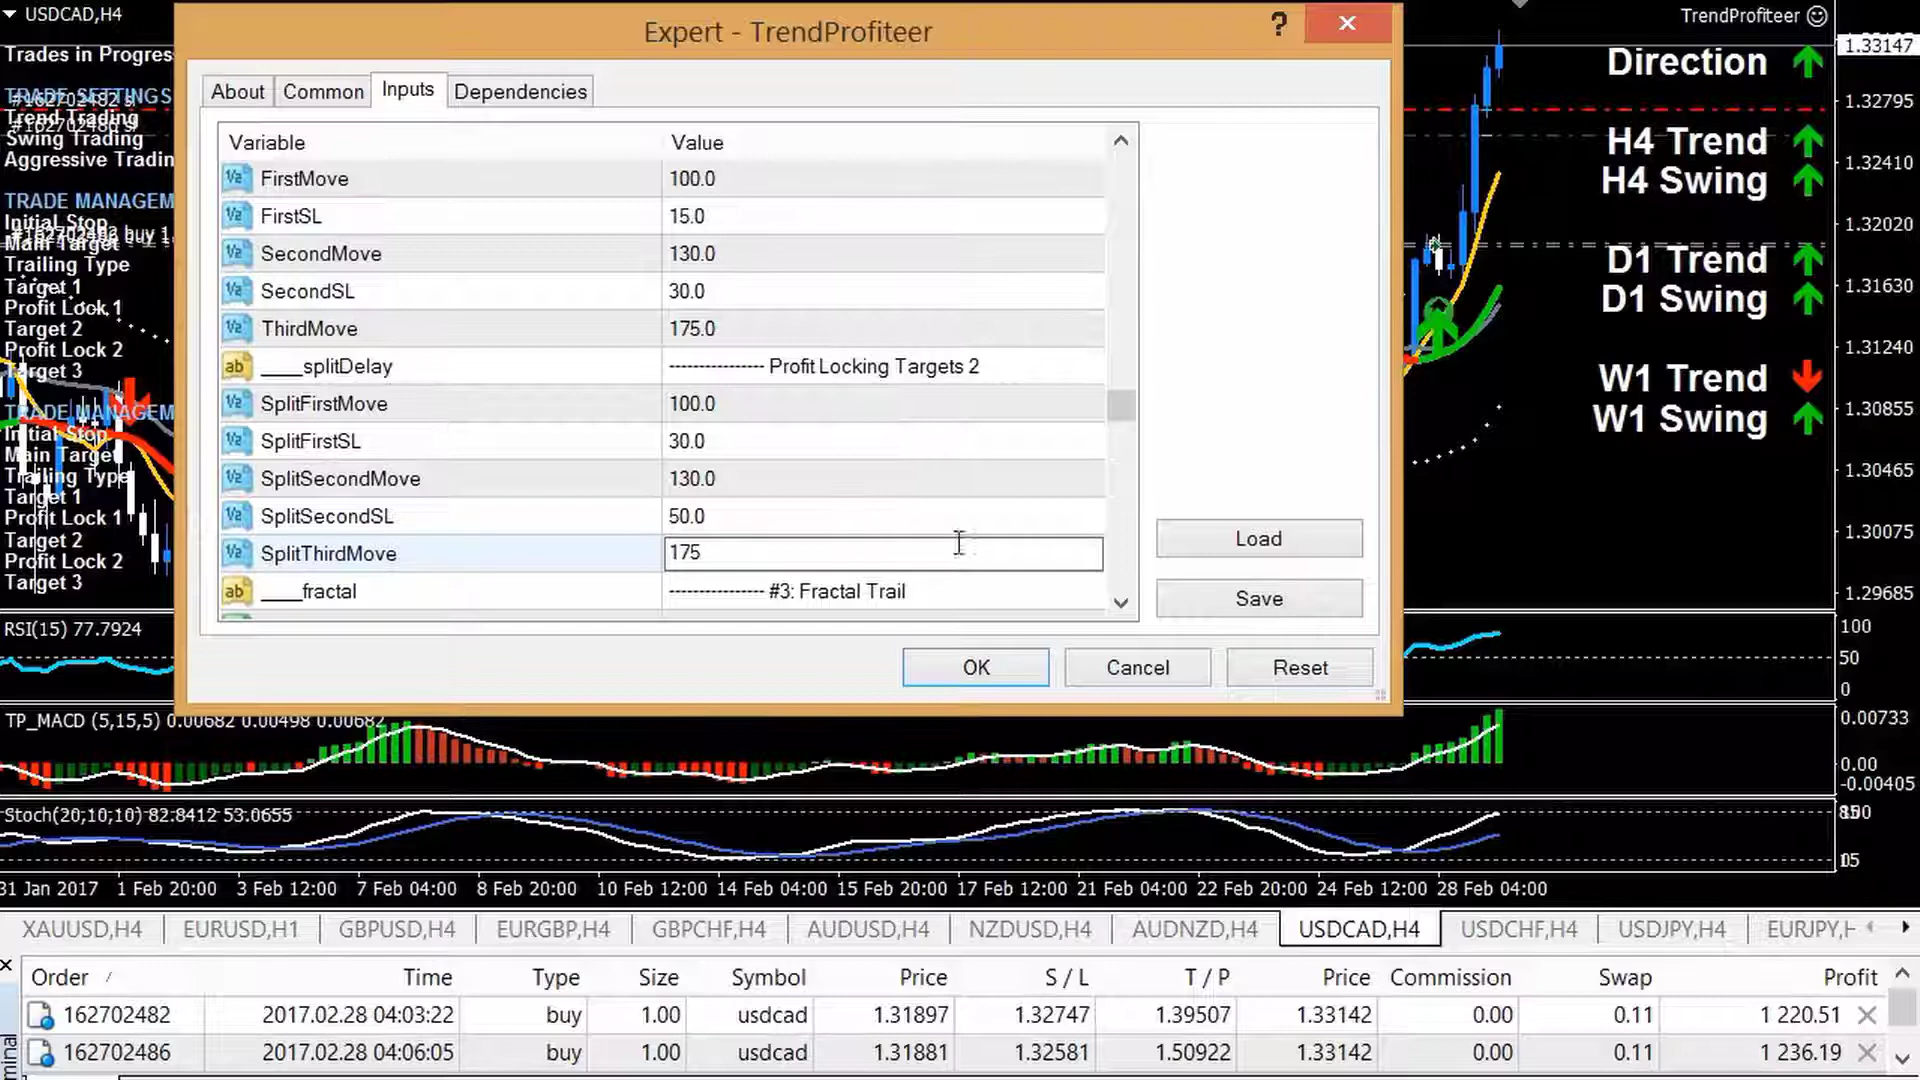 USDCAD,H4
Expert - TrendProfiteer
?
TrendProfiteer
Trades in Progress
TRADE SETTINGS
#162702482 sl
Trend Trading
Swing Trading
Aggressive Tradin
TRADE MANAGEM
Initial Stop
#162702482 buy 1
Main Target
Trailing Type
Target 1
Profit Lock 1
Target 2
Profit Lock 2
Target 3
TRADE MANAGEM
Initial Stop
Main Target
Trailing Type
Target 1
Profit Lock 1
Target 2
Profit Lock 2
Target 3
About
Common
Inputs
Dependencies
Variable Value
FirstMove 100.0
FirstSL 15.0
SecondMove 130.0
SecondSL 30.0
ThirdMove 175.0
____splitDelay ---------------- Profit Locking Targets 2
SplitFirstMove 100.0
SplitFirstSL 30.0
SplitSecondMove 130.0
SplitSecondSL 50.0
SplitThirdMove 175
____fractal ---------------- #3: Fractal Trail
Load
Save
OK
Cancel
Reset
Direction
H4 Trend
H4 Swing
D1 Trend
D1 Swing
W1 Trend
W1 Swing
1.33147
1.32795
1.32410
1.32020
1.31630
1.31240
1.30855
1.30465
1.30075
1.29685
RSI(15) 77.7924
100
50
0
TP_MACD (5,15,5) 0.00682 0.00498 0.00682
0.00733
0.00
-0.00405
Stoch(20,10,10) 82.8412 53.0655
31 Jan 2017 1 Feb 20:00 3 Feb 12:00 7 Feb 04:00 8 Feb 20:00 10 Feb 12:00 14 Feb 04:00 15 Feb 20:00 17 Feb 12:00 21 Feb 04:00 22 Feb 20:00 24 Feb 12:00 28 Feb 04:00
XAUUSD,H4 EURUSD,H1 GBPUSD,H4 EURGBP,H4 GBPCHF,H4 AUDUSD,H4 NZDUSD,H4 AUDNZD,H4 USDCAD,H4 USDCHF,H4 USDJPY,H4 EURJPY,H
Order / Time Type Size Symbol Price S / L T / P Price Commission Swap Profit
162702482 2017.02.28 04:03:22 buy 1.00 usdcad 1.31897 1.32747 1.39507 1.33142 0.00 0.11 1 220.51
162702486 2017.02.28 04:06:05 buy 1.00 usdcad 1.31881 1.32581 1.50922 1.33142 0.00 0.11 1 236.19
minal